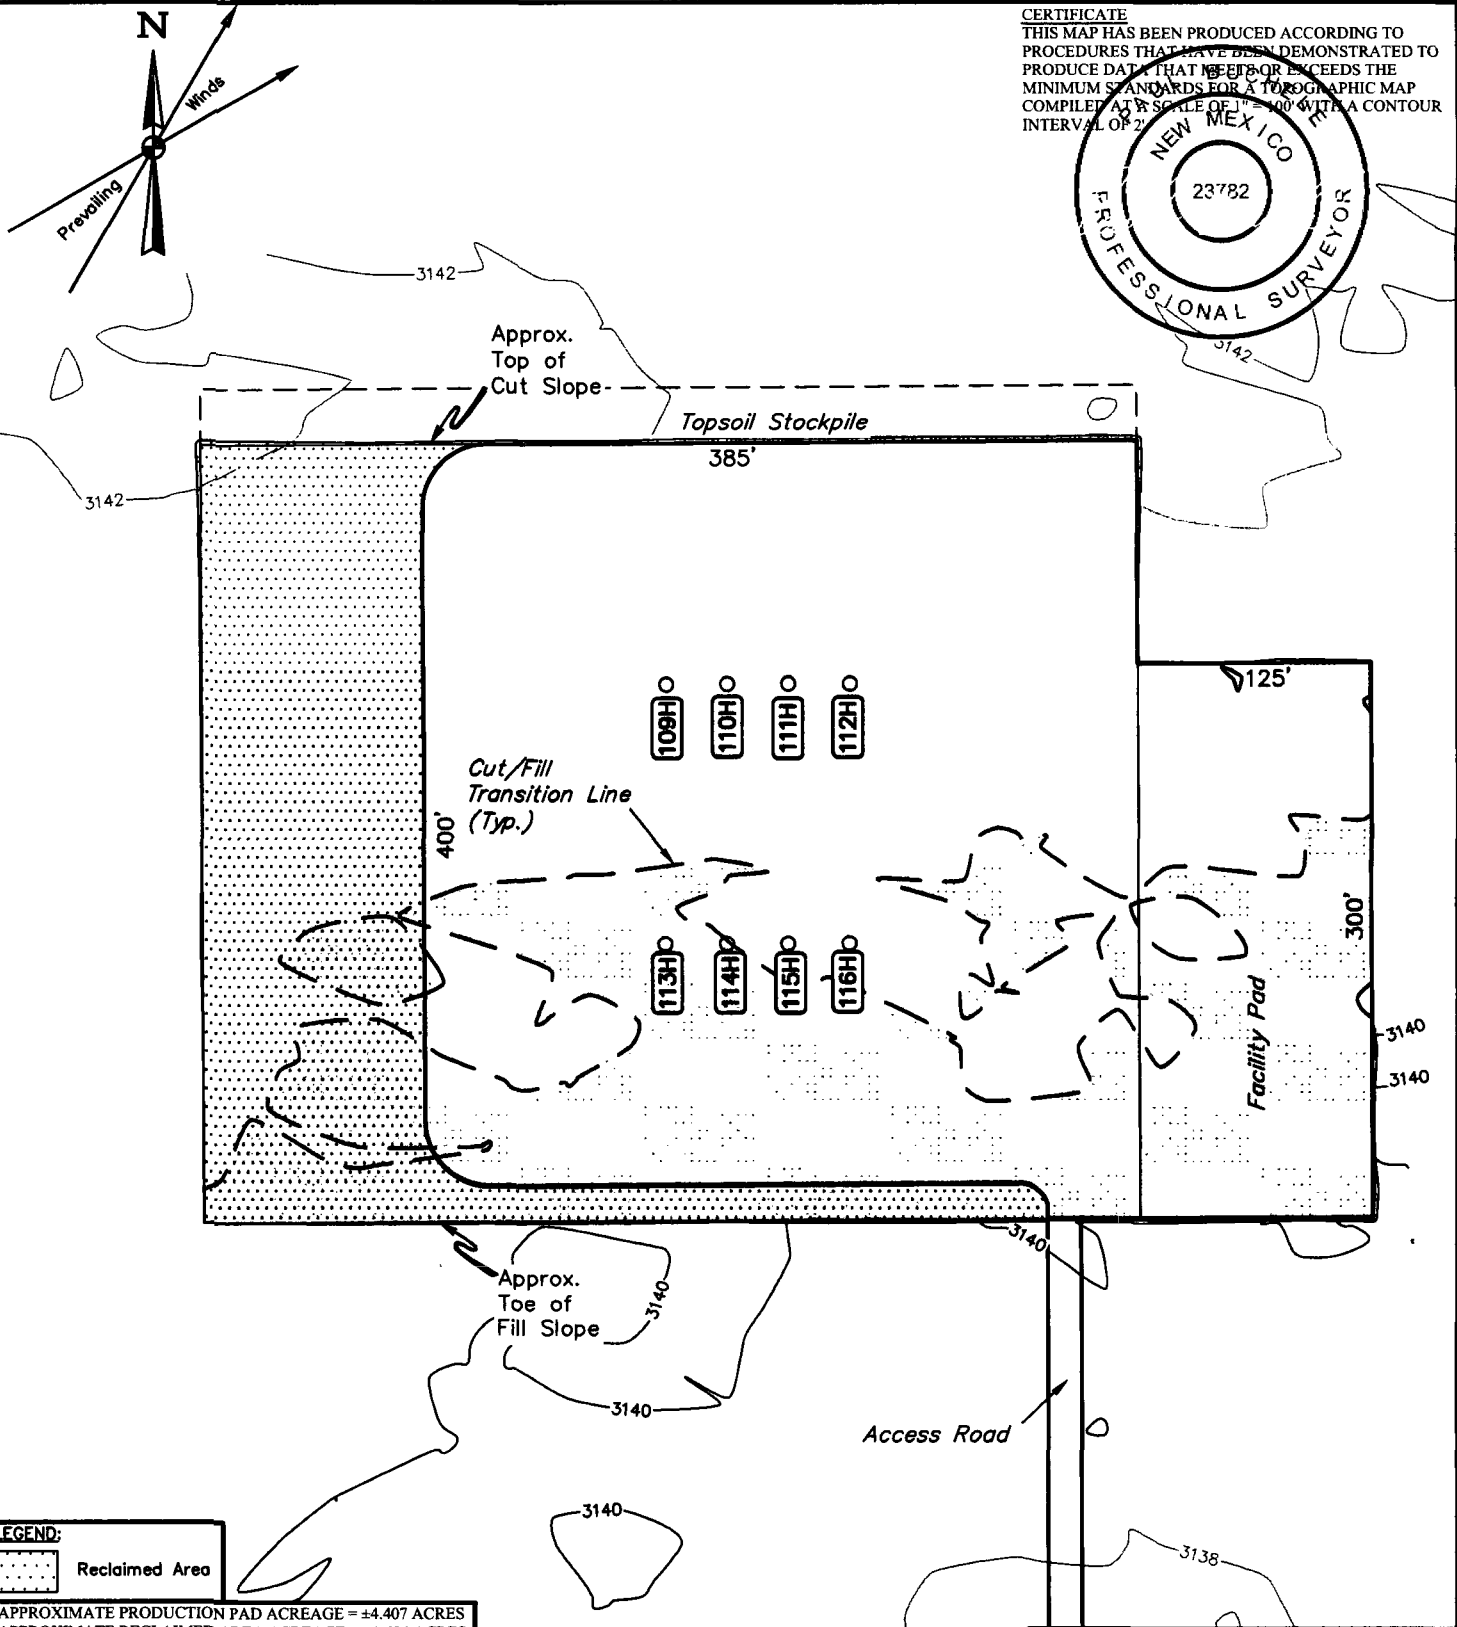 N
Winds
Prevailing
CERTIFICATE
THIS MAP HAS BEEN PRODUCED ACCORDING TO
PROCEDURES THAT HAVE BEEN DEMONSTRATED TO
PRODUCE DATA THAT MEETS OR EXCEEDS THE
MINIMUM STANDARDS FOR A TOPOGRAPHIC MAP
COMPILED AT A SCALE OF 1" = 100' WITH A CONTOUR
INTERVAL OF 2'
PAUL
NEW MEXICO
23782
PROFESSIONAL SURVEYOR
3142
3142
Approx.
Top of
Cut Slope
Topsoil Stockpile
385'
3142
125'
109H
110H
111H
112H
Cut/Fill
Transition Line
(Typ.)
400'
300'
113H
114H
115H
116H
Facility Pad
3140
3140
3140
Approx.
Toe of
Fill Slope
3140
3140
Access Road
3140
3138
LEGEND:
Reclaimed Area
APPROXIMATE PRODUCTION PAD ACREAGE = ±4.407 ACRES